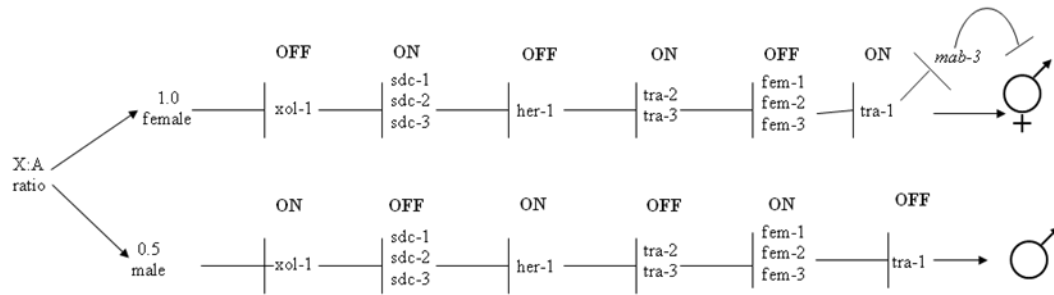 OFF ON OFF ON OFF ON
mab-3
1.0
female
xol-1
sdc-1
sdc-2
sdc-3
her-1
tra-2
tra-3
fem-1
fem-2
fem-3
tra-1
X:A
ratio
ON OFF ON OFF ON OFF
0.5
male
xol-1
sdc-1
sdc-2
sdc-3
her-1
tra-2
tra-3
fem-1
fem-2
fem-3
tra-1